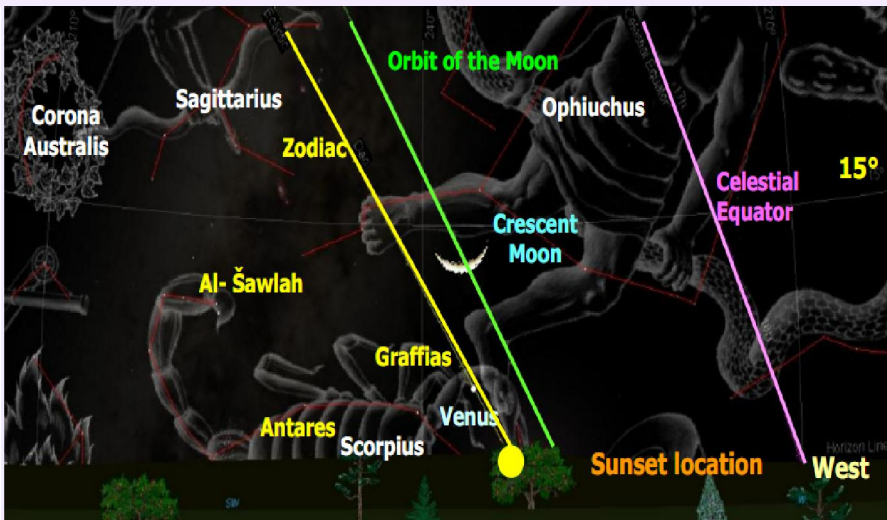 Orbit of the Moon
Sagittarius
Ophiuchus
Corona
Australis
Zodiac
15°
Celestial
Equator
Crescent
Moon
Al- Šawlah
Graffias
Venus
Antares
Scorpius
Horizon Line
Sunset location
West
SW
W